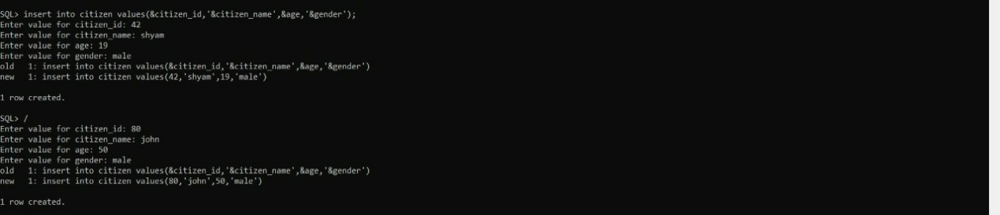 SQL> insert into citizen values(&citizen_id,'&citizen_name',&age,'&gender');
Enter value for citizen_id: 42
Enter value for citizen_name: shyam
Enter value for age: 19
Enter value for gender: male
old   1: insert into citizen values(&citizen_id,'&citizen_name',&age,'&gender')
new   1: insert into citizen values(42,'shyam',19,'male')
1 row created.
SQL> /
Enter value for citizen_id: 80
Enter value for citizen_name: john
Enter value for age: 50
Enter value for gender: male
old   1: insert into citizen values(&citizen_id,'&citizen_name',&age,'&gender')
new   1: insert into citizen values(80,'john',50,'male')
1 row created.